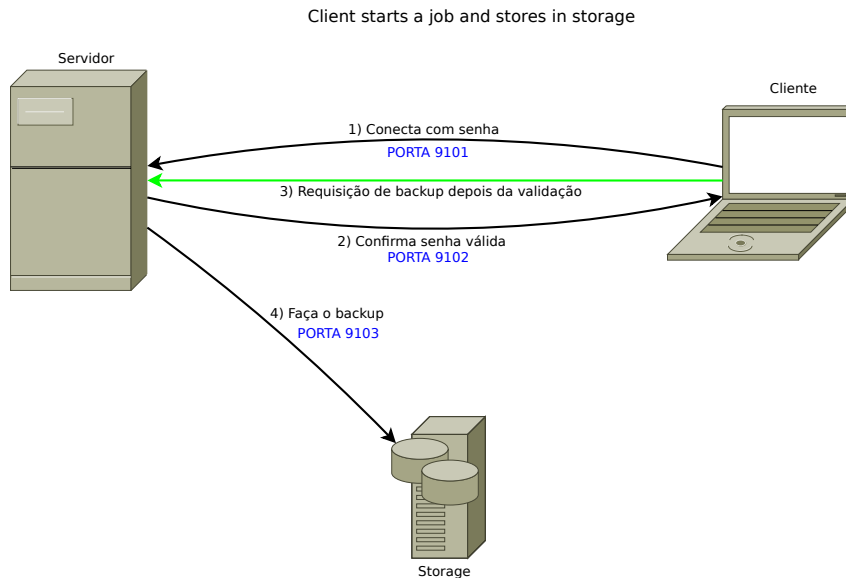 Client starts a job and stores in storage
Servidor
Cliente
1) Conecta com senha
PORTA 9101
3) Requisição de backup depois da validação
2) Confirma senha válida
PORTA 9102
4) Faça o backup
PORTA 9103
Storage